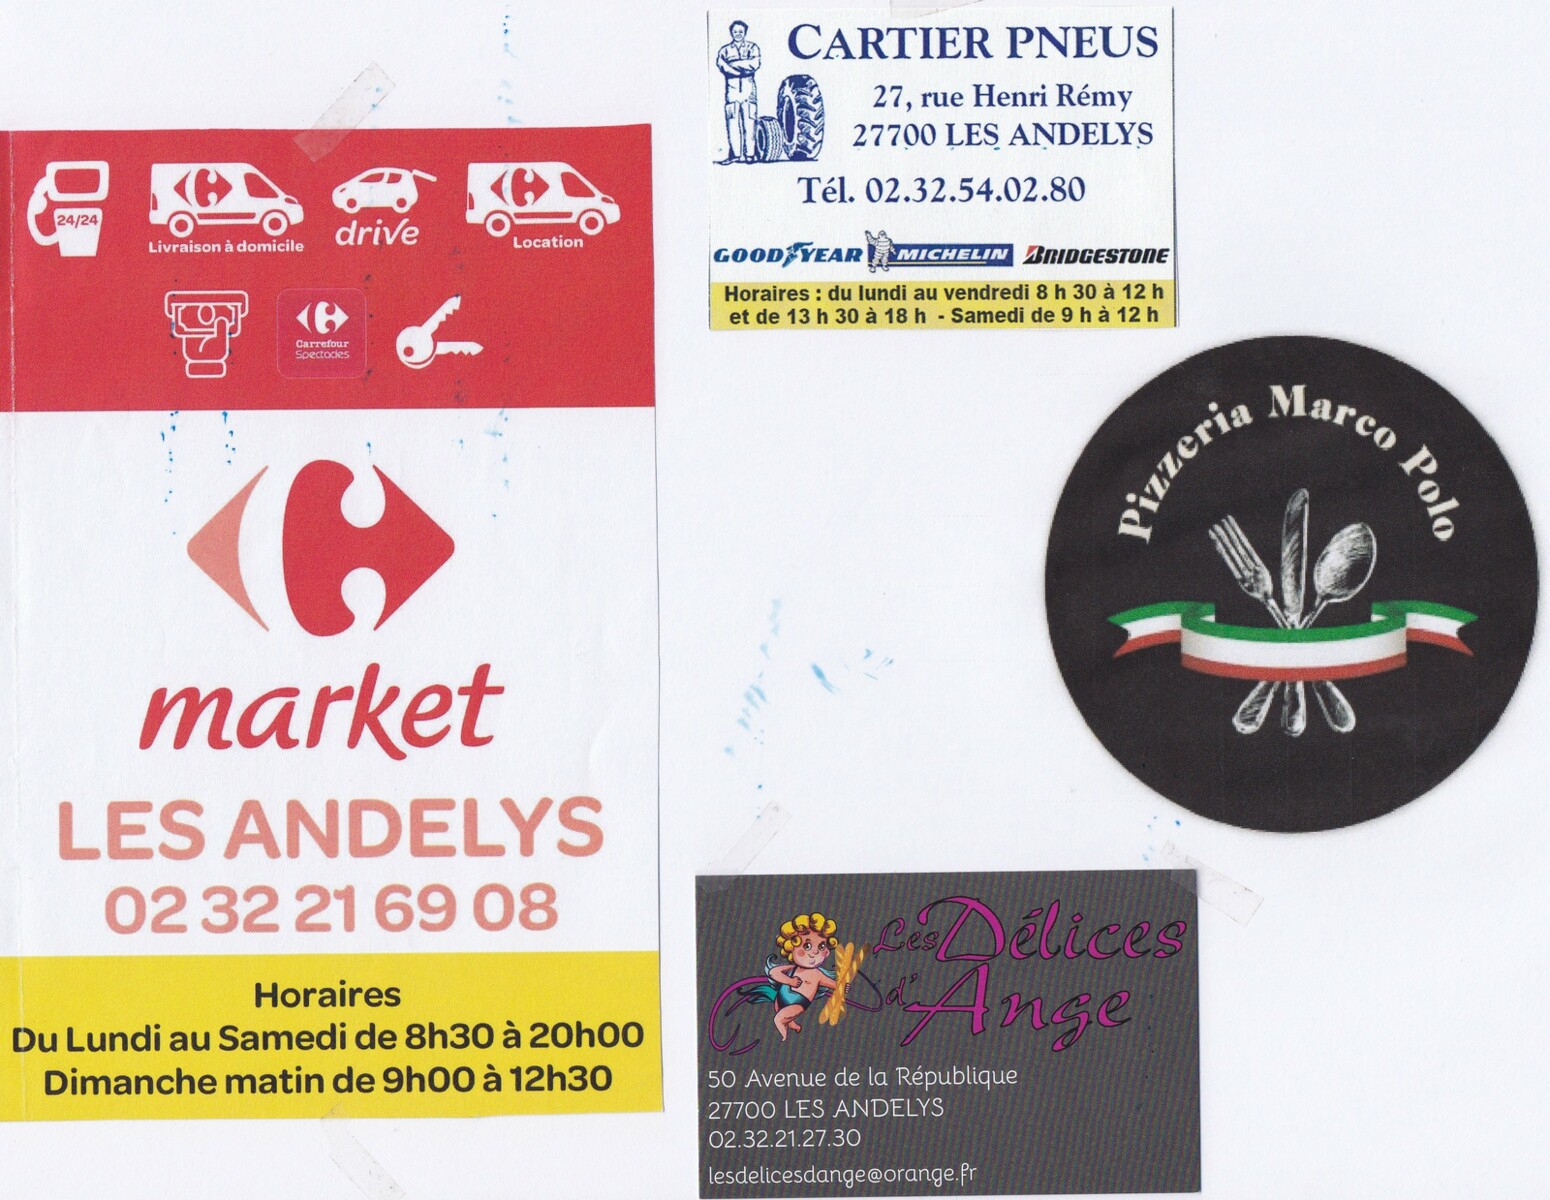 24/24
Livraison à domicile
drive
Location
Carrefour
Spectacles
market
LES ANDELYS
02 32 21 69 08
Horaires
Du Lundi au Samedi de 8h30 à 20h00
Dimanche matin de 9h00 à 12h30
CARTIER PNEUS
27, rue Henri Rémy
27700 LES ANDELYS
Tél. 02.32.54.02.80
GOODYEAR MICHELIN BRIDGESTONE
Horaires : du lundi au vendredi 8 h 30 à 12 h
et de 13 h 30 à 18 h - Samedi de 9 h à 12 h
Pizzeria Marco Polo
Les Délices
d'Ange
50 Avenue de la République
27700 LES ANDELYS
02.32.21.27.30
lesdelicesdange@orange.fr